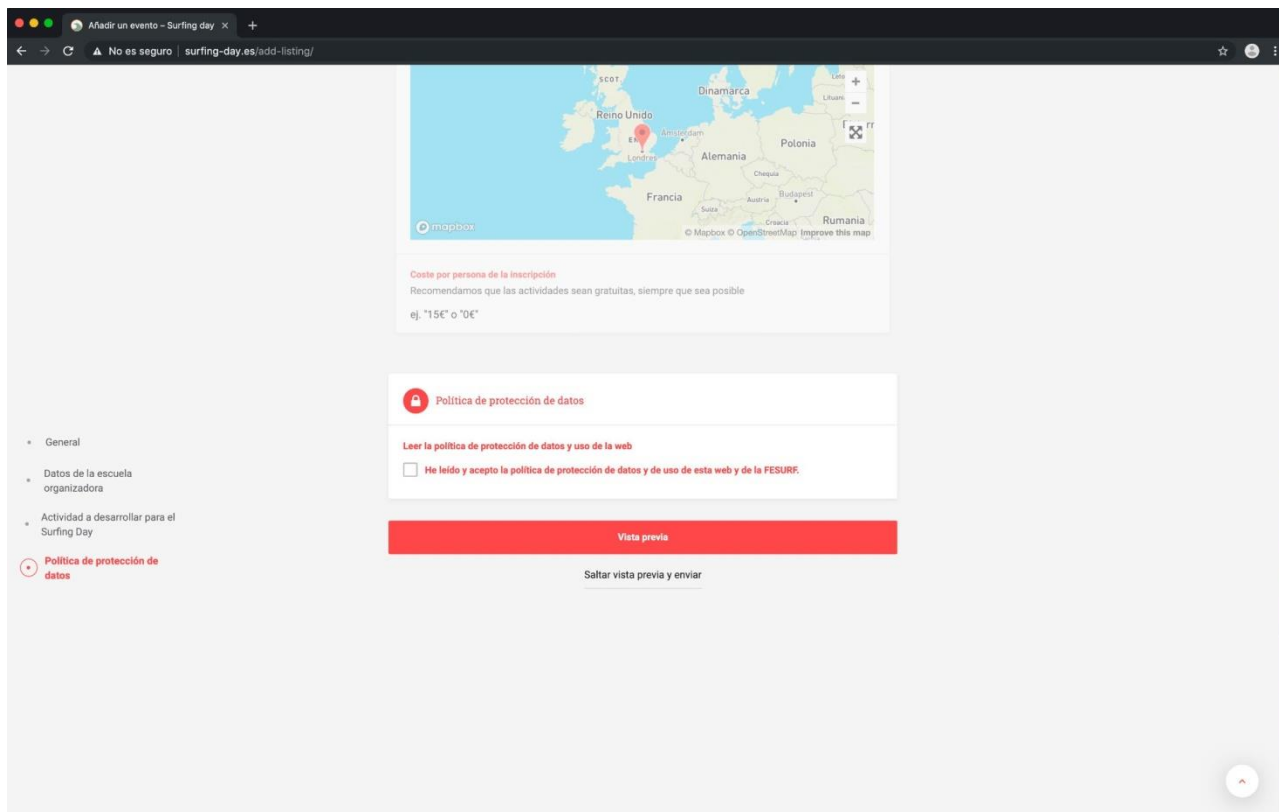 Añadir un evento – Surfing day
No es seguro | surfing-day.es/add-listing/
SCOT
Dinamarca
Reino Unido
Amsterdam
Polonia
Londres
Alemania
Chequia
Francia
Austria
Budapest
Suiza
Croacia
Rumania
mapbox
© Mapbox © OpenStreetMap Improve this map
Coste por persona de la inscripción
Recomendamos que las actividades sean gratuitas, siempre que sea posible
ej. "15€" o "0€"
Política de protección de datos
Leer la política de protección de datos y uso de la web
He leído y acepto la política de protección de datos y de uso de esta web y de la FESURF.
Vista previa
Saltar vista previa y enviar
General
Datos de la escuela
organizadora
Actividad a desarrollar para el
Surfing Day
Política de protección de
datos